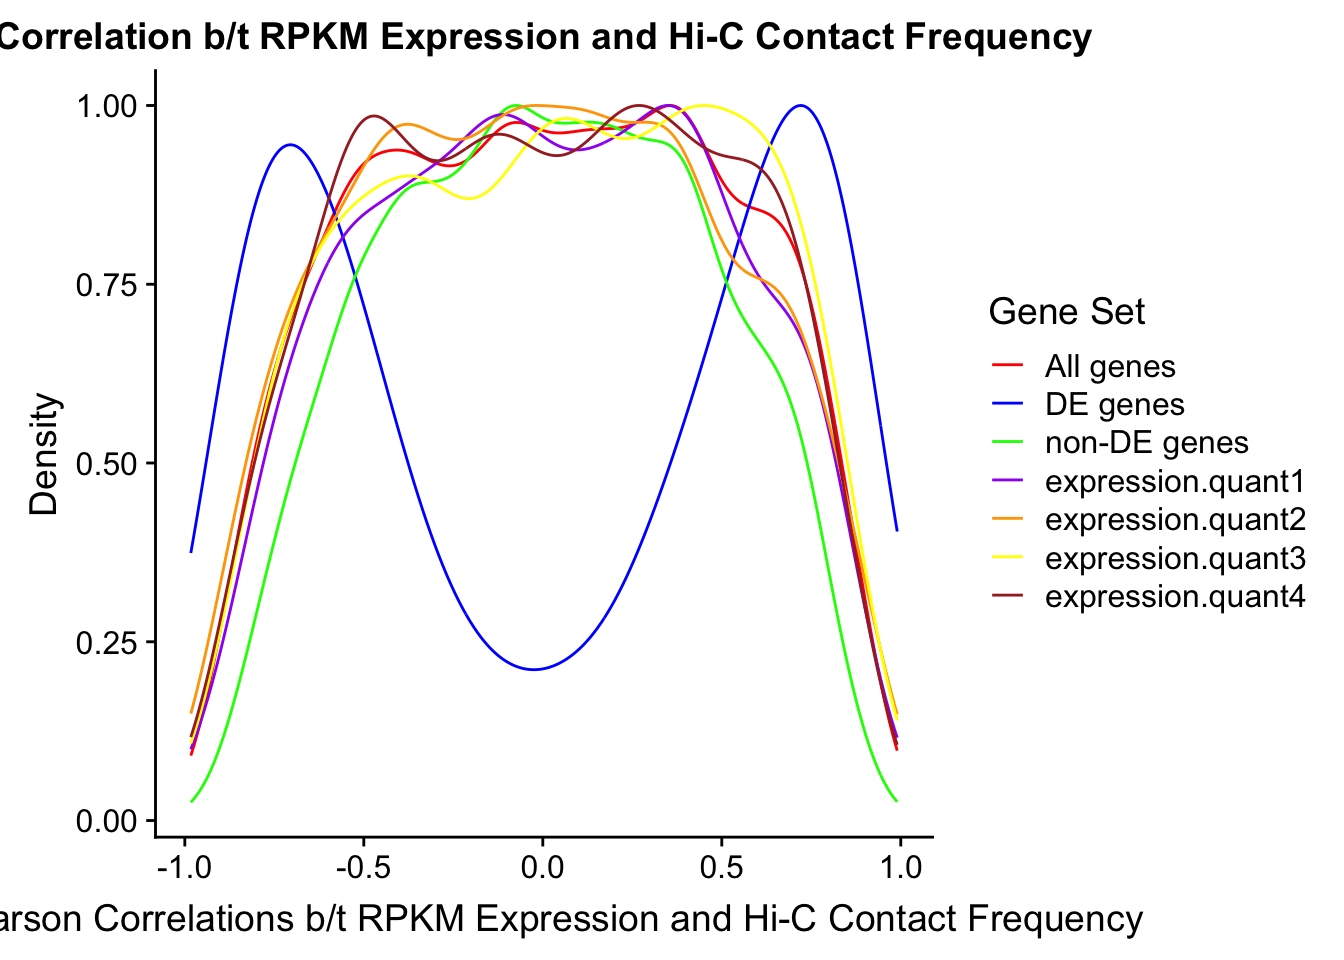 Correlation b/t RPKM Expression and Hi-C Contact Frequency
1.00
0.75
0.50
0.25
0.00
Density
-1.0 -0.5 0.0 0.5 1.0
arson Correlations b/t RPKM Expression and Hi-C Contact Frequency
Gene Set
All genes
DE genes
non-DE genes
expression.quant1
expression.quant2
expression.quant3
expression.quant4